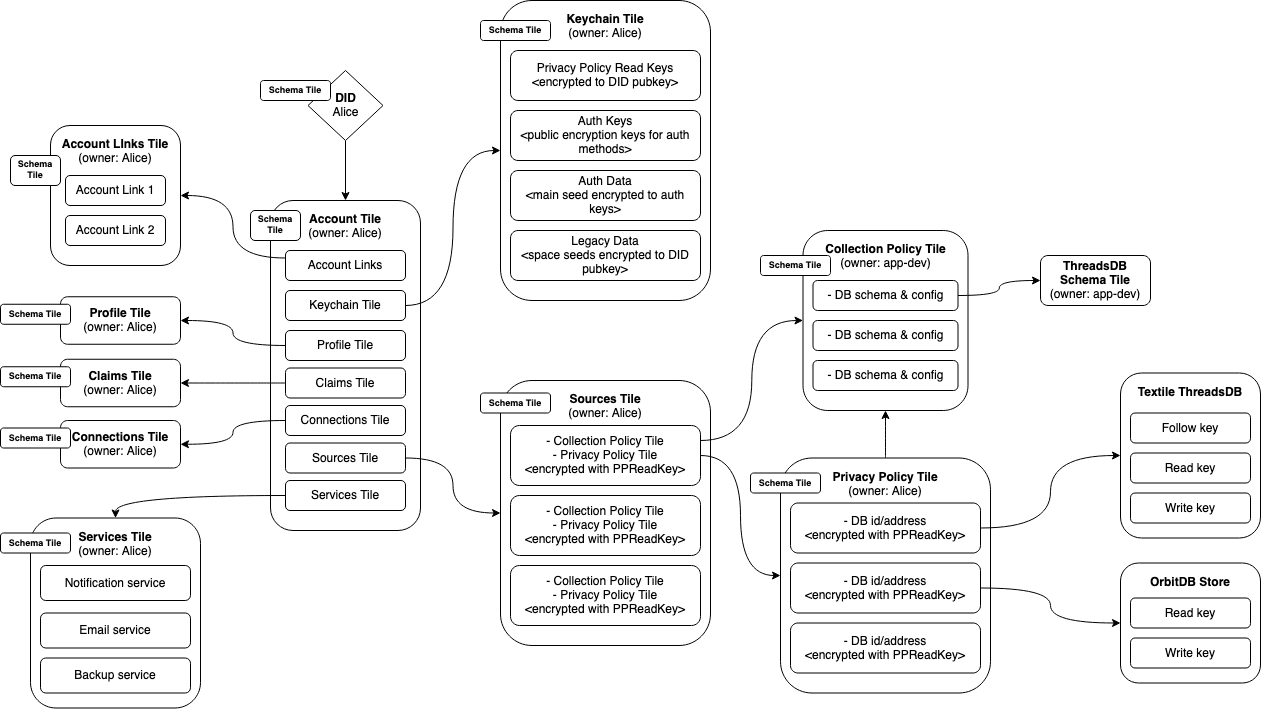 Keychain Tile
(owner: Alice)
Schema Tile
Privacy Policy Read Keys
<encrypted to DID pubkey>
Auth Keys
<public encryption keys for auth
methods>
Auth Data
<main seed encrypted to auth
keys>
Legacy Data
<space seeds encrypted to DID
pubkey>
Schema Tile
DID
Alice
Account LInks Tile
(owner: Alice)
Schema
Tile
Account Link 1
Account Link 2
Schema
Tile
Account Tile
(owner: Alice)
Account Links
Keychain Tile
Profile Tile
Claims Tile
Connections Tile
Sources Tile
Services Tile
Schema Tile
Profile Tile
(owner: Alice)
Schema Tile
Claims Tile
(owner: Alice)
Schema Tile
Connections Tile
(owner: Alice)
Schema Tile
Services Tile
(owner: Alice)
Notification service
Email service
Backup service
Schema Tile
Sources Tile
(owner: Alice)
- Collection Policy Tile
- Privacy Policy Tile
<encrypted with PPReadKey>
- Collection Policy Tile
- Privacy Policy Tile
<encrypted with PPReadKey>
- Collection Policy Tile
- Privacy Policy Tile
<encrypted with PPReadKey>
Collection Policy Tile
(owner: app-dev)
Schema Tile
- DB schema & config
- DB schema & config
- DB schema & config
ThreadsDB
Schema Tile
(owner: app-dev)
Schema Tile
Privacy Policy Tile
(owner: Alice)
- DB id/address
<encrypted with PPReadKey>
- DB id/address
<encrypted with PPReadKey>
- DB id/address
<encrypted with PPReadKey>
Textile ThreadsDB
Follow key
Read key
Write key
OrbitDB Store
Read key
Write key